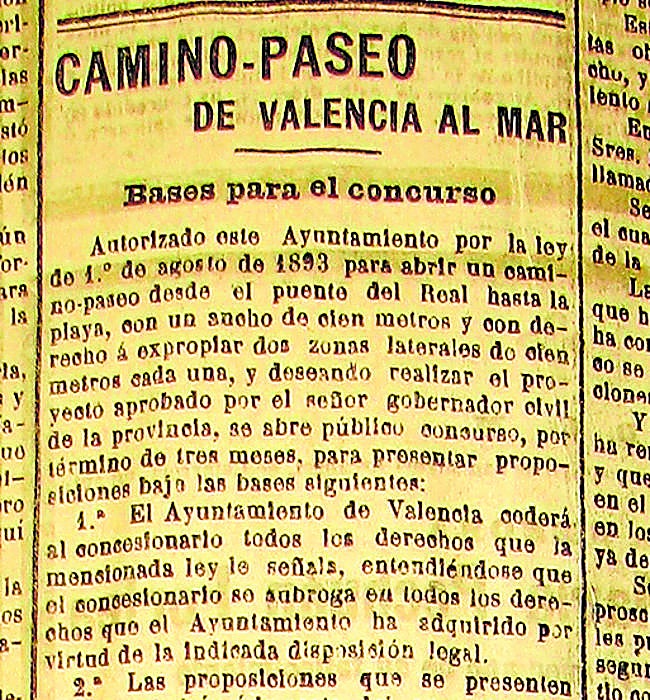 CAMINO-PASEO
DE VALENCIA AL MAR
Bases para el concurso
Autorizado este Ayuntamiento por la ley
de 1.º de agosto de 1893 para abrir un cami-
no-paseo desde el puente del Real hasta la
playa, con un ancho de cien metros y con de-
recho á expropiar dos zonas laterales de cien
metros cada una, y deseando realizar el pro-
yecto aprobado por el señor gobernador civil
de la provincia, se abre público concurso, por
término de tres meses, para presentar propo-
siciones bajo las bases siguientes:
1.ª El Ayuntamiento de Valencia cederá
al concesionario todos los derechos que la
mencionada ley le señala, entendiéndose que
el concesionario se subroga en todos los dere-
chos que el Ayuntamiento ha adquirido por
virtud de la indicada disposición legal.
2.ª Las proposiciones que se presenten